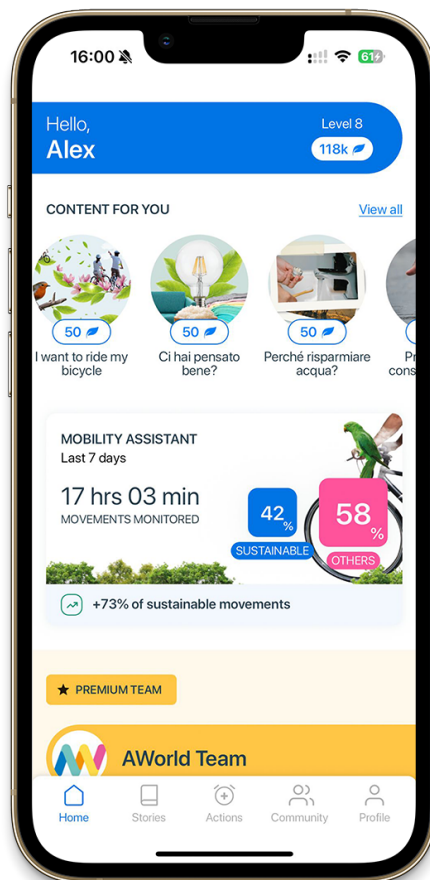 16:00
61
Hello,
Alex
Level 8
118k
CONTENT FOR YOU
View all
50
50
50
I want to ride my
bicycle
Ci hai pensato
bene?
Perché risparmiare
acqua?
Pr
cons
MOBILITY ASSISTANT
Last 7 days
17 hrs 03 min
MOVEMENTS MONITORED
42%
SUSTAINABLE
58%
OTHERS
+73% of sustainable movements
★ PREMIUM TEAM
AWorld Team
Home
Stories
Actions
Community
Profile